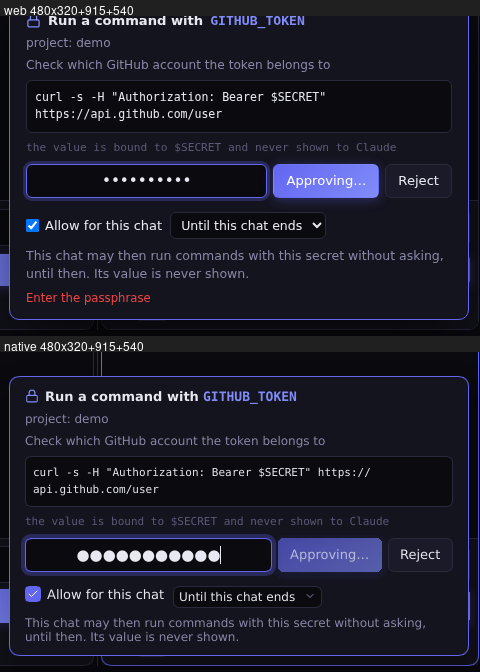 web 480x320+915+540
Run a command with GITHUB_TOKEN
project: demo
Check which GitHub account the token belongs to
curl -s -H "Authorization: Bearer $SECRET"
https://api.github.com/user
the value is bound to $SECRET and never shown to Claude
•••••••••• Approving... Reject
Allow for this chat Until this chat ends
This chat may then run commands with this secret without asking,
until then. Its value is never shown.
Enter the passphrase
native 480x320+915+540
Run a command with GITHUB_TOKEN
project: demo
Check which GitHub account the token belongs to
curl -s -H "Authorization: Bearer $SECRET" https://
api.github.com/user
the value is bound to $SECRET and never shown to Claude
●●●●●●●●●●● Approving... Reject
Allow for this chat Until this chat ends
This chat may then run commands with this secret without asking,
until then. Its value is never shown.